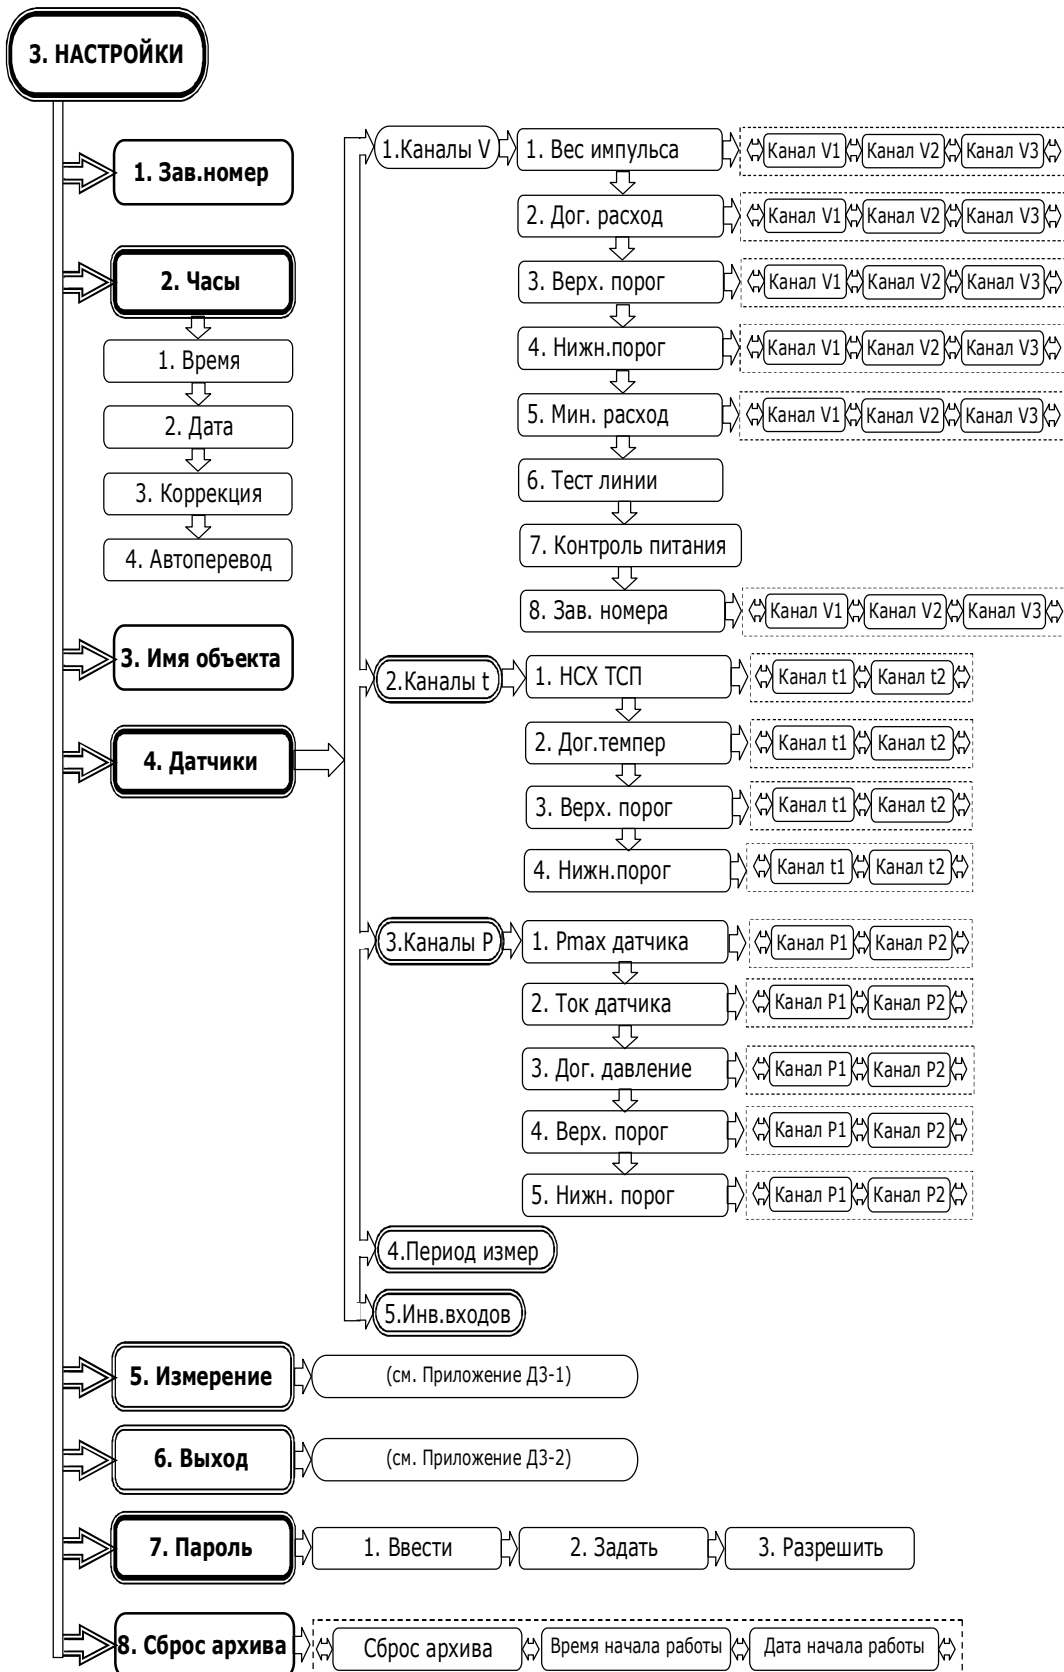 3. НАСТРОЙКИ
1. Зав.номер
2. Часы
1. Время
2. Дата
3. Коррекция
4. Автоперевод
3. Имя объекта
4. Датчики
1.Каналы V
1. Вес импульса
Канал V1 Канал V2 Канал V3
2. Дог. расход
Канал V1 Канал V2 Канал V3
3. Верх. порог
Канал V1 Канал V2 Канал V3
4. Нижн.порог
Канал V1 Канал V2 Канал V3
5. Мин. расход
Канал V1 Канал V2 Канал V3
6. Тест линии
7. Контроль питания
8. Зав. номера
Канал V1 Канал V2 Канал V3
2.Каналы t
1. НСХ ТСП
Канал t1 Канал t2
2. Дог.темпер
Канал t1 Канал t2
3. Верх. порог
Канал t1 Канал t2
4. Нижн.порог
Канал t1 Канал t2
3.Каналы P
1. Pmax датчика
Канал P1 Канал P2
2. Ток датчика
Канал P1 Канал P2
3. Дог. давление
Канал P1 Канал P2
4. Верх. порог
Канал P1 Канал P2
5. Нижн. порог
Канал P1 Канал P2
4.Период измер
5.Инв.входов
5. Измерение
(см. Приложение Д3-1)
6. Выход
(см. Приложение Д3-2)
7. Пароль
1. Ввести
2. Задать
3. Разрешить
8. Сброс архива
Сброс архива
Время начала работы
Дата начала работы